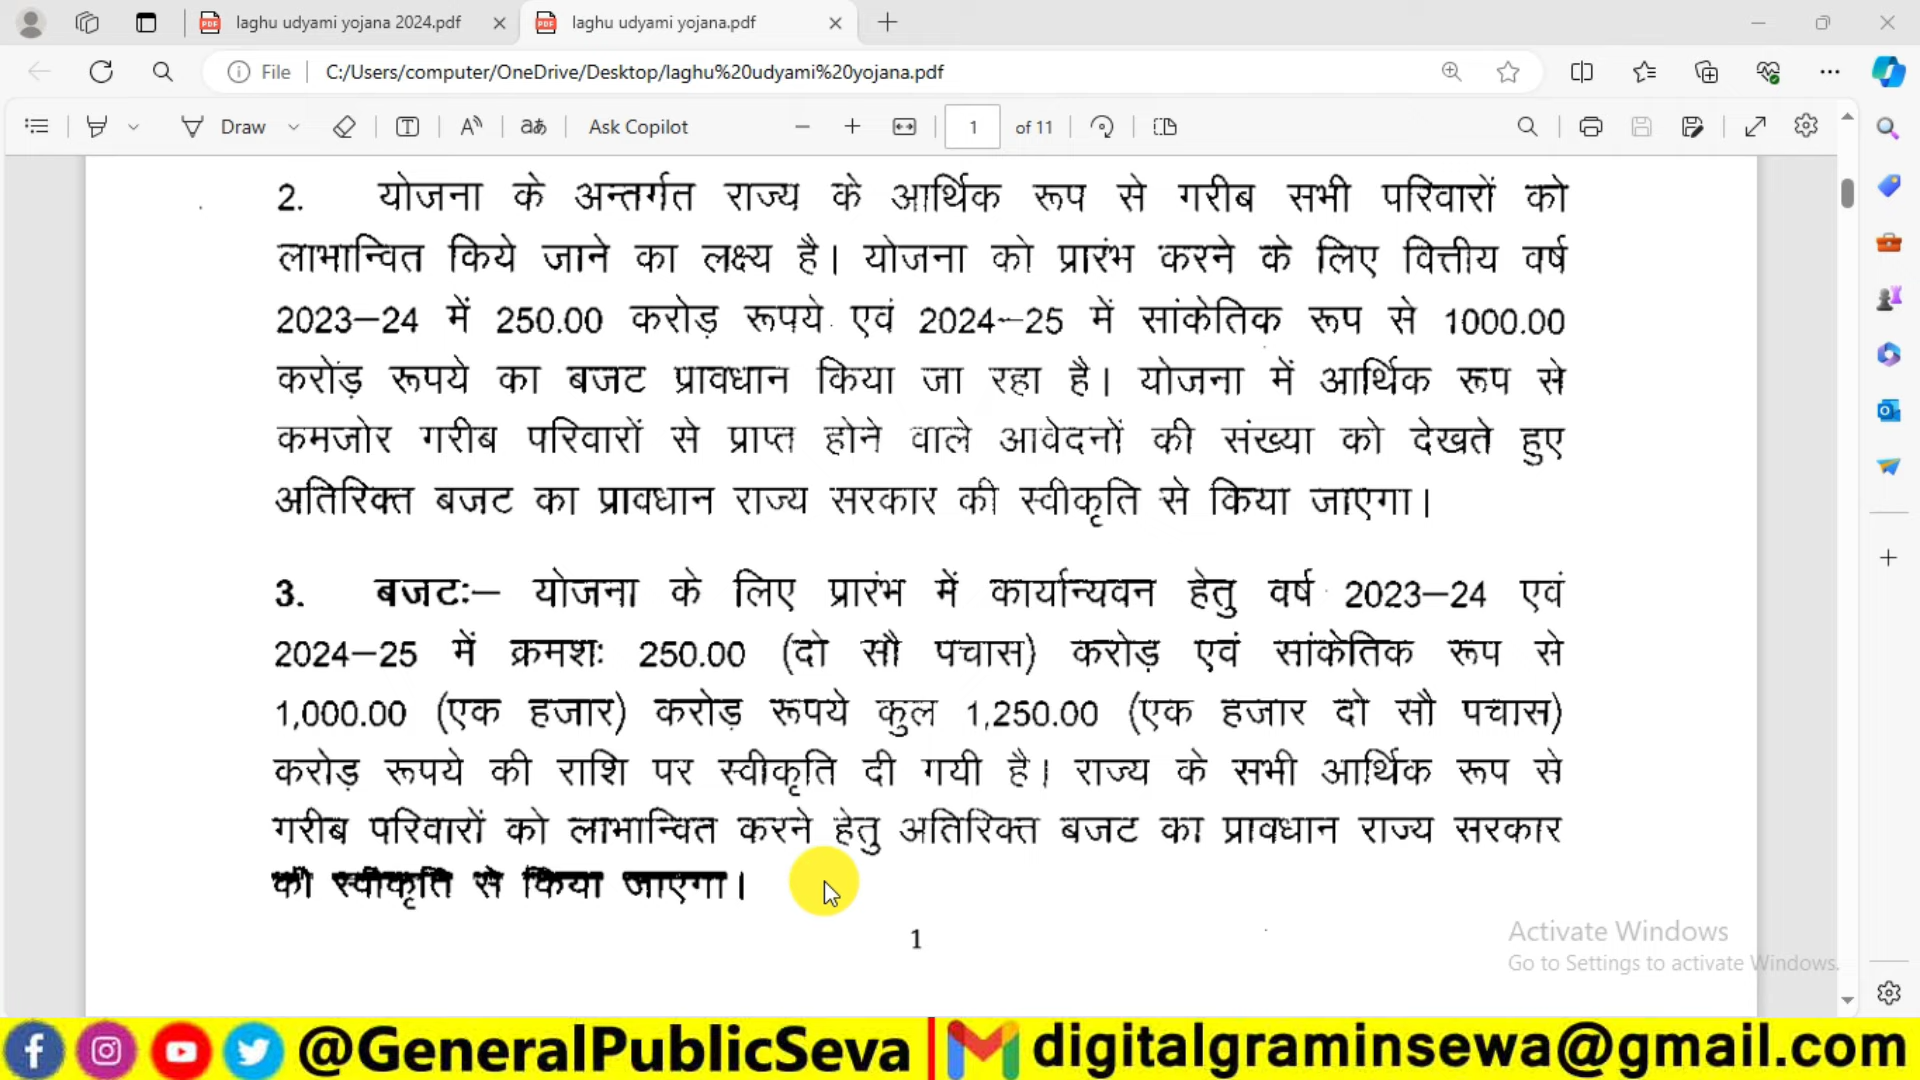 laghu udyami yojana 2024.pdf
laghu udyami yojana.pdf
File
C:/Users/computer/OneDrive/Desktop/laghu%20udyami%20yojana.pdf
Draw
Ask Copilot
1 of 11
2. योजना के अन्तर्गत राज्य के आर्थिक रूप से गरीब सभी परिवारों को
लाभान्वित किये जाने का लक्ष्य है। योजना को प्रारंभ करने के लिए वित्तीय वर्ष
2023–24 में 250.00 करोड़ रूपये एवं 2024–25 में सांकेतिक रूप से 1000.00
करोड़ रूपये का बजट प्रावधान किया जा रहा है। योजना में आर्थिक रूप से
कमजोर गरीब परिवारों से प्राप्त होने वाले आवेदनों की संख्या को देखते हुए
अतिरिक्त बजट का प्रावधान राज्य सरकार की स्वीकृति से किया जाएगा।
3. बजटः– योजना के लिए प्रारंभ में कार्यान्यवन हेतु वर्ष 2023–24 एवं
2024–25 में क्रमशः 250.00 (दो सौ पचास) करोड़ एवं सांकेतिक रूप से
1,000.00 (एक हजार) करोड़ रूपये कुल 1,250.00 (एक हजार दो सौ पचास)
करोड़ रूपये की राशि पर स्वीकृति दी गयी है। राज्य के सभी आर्थिक रूप से
गरीब परिवारों को लाभान्वित करने हेतु अतिरिक्त बजट का प्रावधान राज्य सरकार
की स्वीकृति से किया जाएगा।
1
Activate Windows
Go to Settings to activate Windows.
@GeneralPublicSeva
digitalgraminsewa@gmail.com